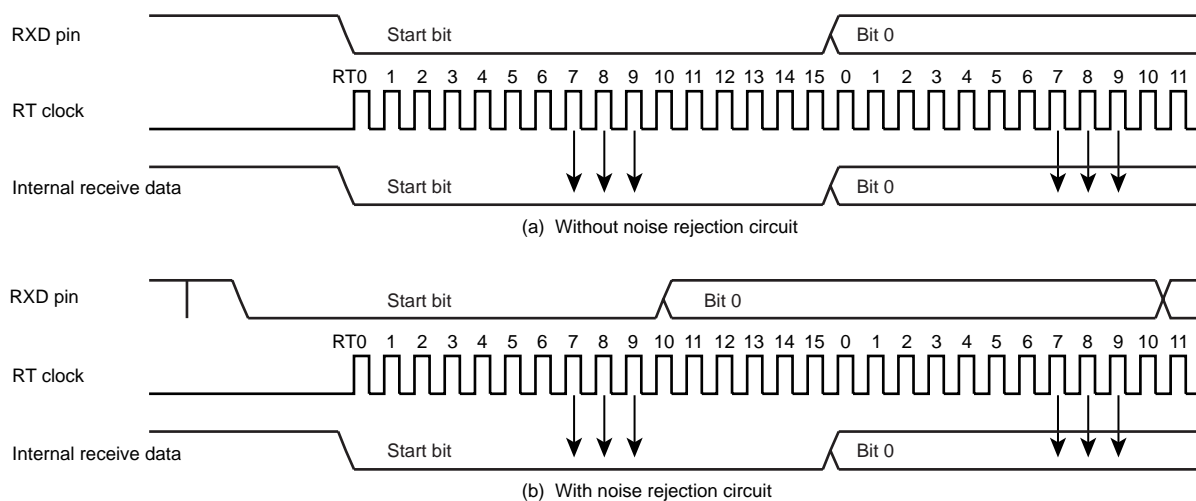 RXD pin
Start bit
Bit 0
RT0 1 2 3 4 5 6 7 8 9 10 11 12 13 14 15 0 1 2 3 4 5 6 7 8 9 10 11
RT clock
Internal receive data
Start bit
Bit 0
(a) Without noise rejection circuit
RXD pin
Start bit
Bit 0
RT0 1 2 3 4 5 6 7 8 9 10 11 12 13 14 15 0 1 2 3 4 5 6 7 8 9 10 11
RT clock
Internal receive data
Start bit
Bit 0
(b) With noise rejection circuit